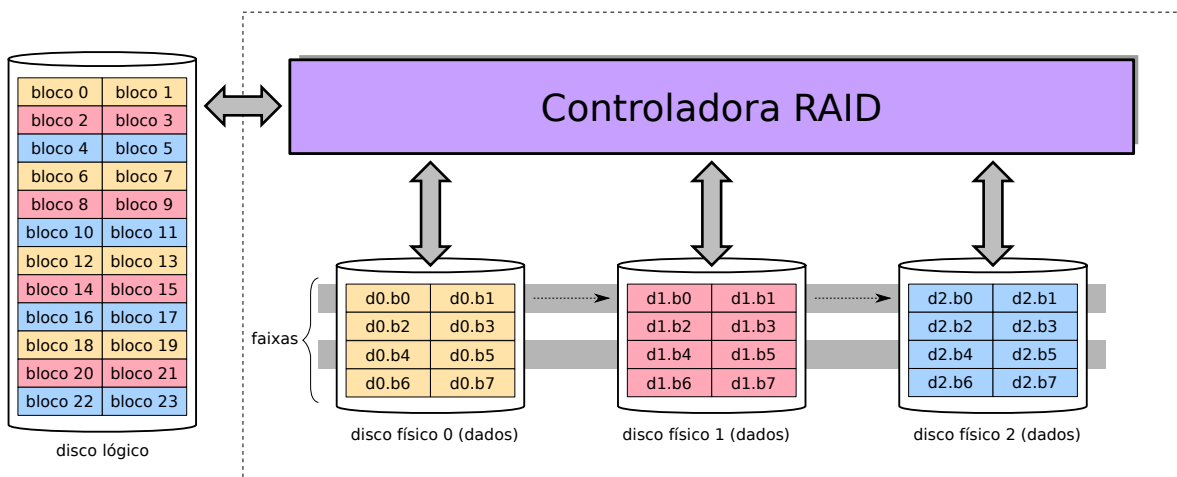 Controladora RAID
bloco 0 bloco 1
bloco 2 bloco 3
bloco 4 bloco 5
bloco 6 bloco 7
bloco 8 bloco 9
bloco 10 bloco 11
bloco 12 bloco 13
bloco 14 bloco 15
bloco 16 bloco 17
bloco 18 bloco 19
bloco 20 bloco 21
bloco 22 bloco 23
disco lógico
faixas
d0.b0 d0.b1
d0.b2 d0.b3
d0.b4 d0.b5
d0.b6 d0.b7
disco físico 0 (dados)
d1.b0 d1.b1
d1.b2 d1.b3
d1.b4 d1.b5
d1.b6 d1.b7
disco físico 1 (dados)
d2.b0 d2.b1
d2.b2 d2.b3
d2.b4 d2.b5
d2.b6 d2.b7
disco físico 2 (dados)